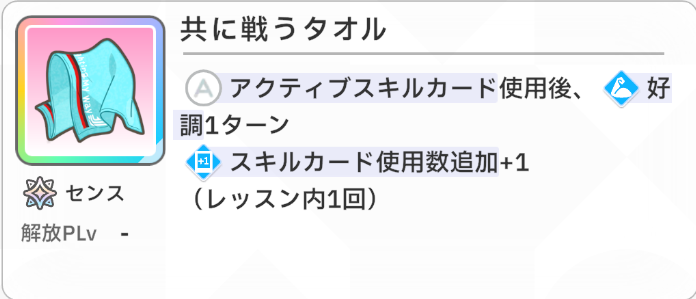 共に戦うタオル
A アクティブスキルカード使用後、 好
調1ターン
+1 スキルカード使用数追加+1
（レッスン内1回）
センス
解放PLv -